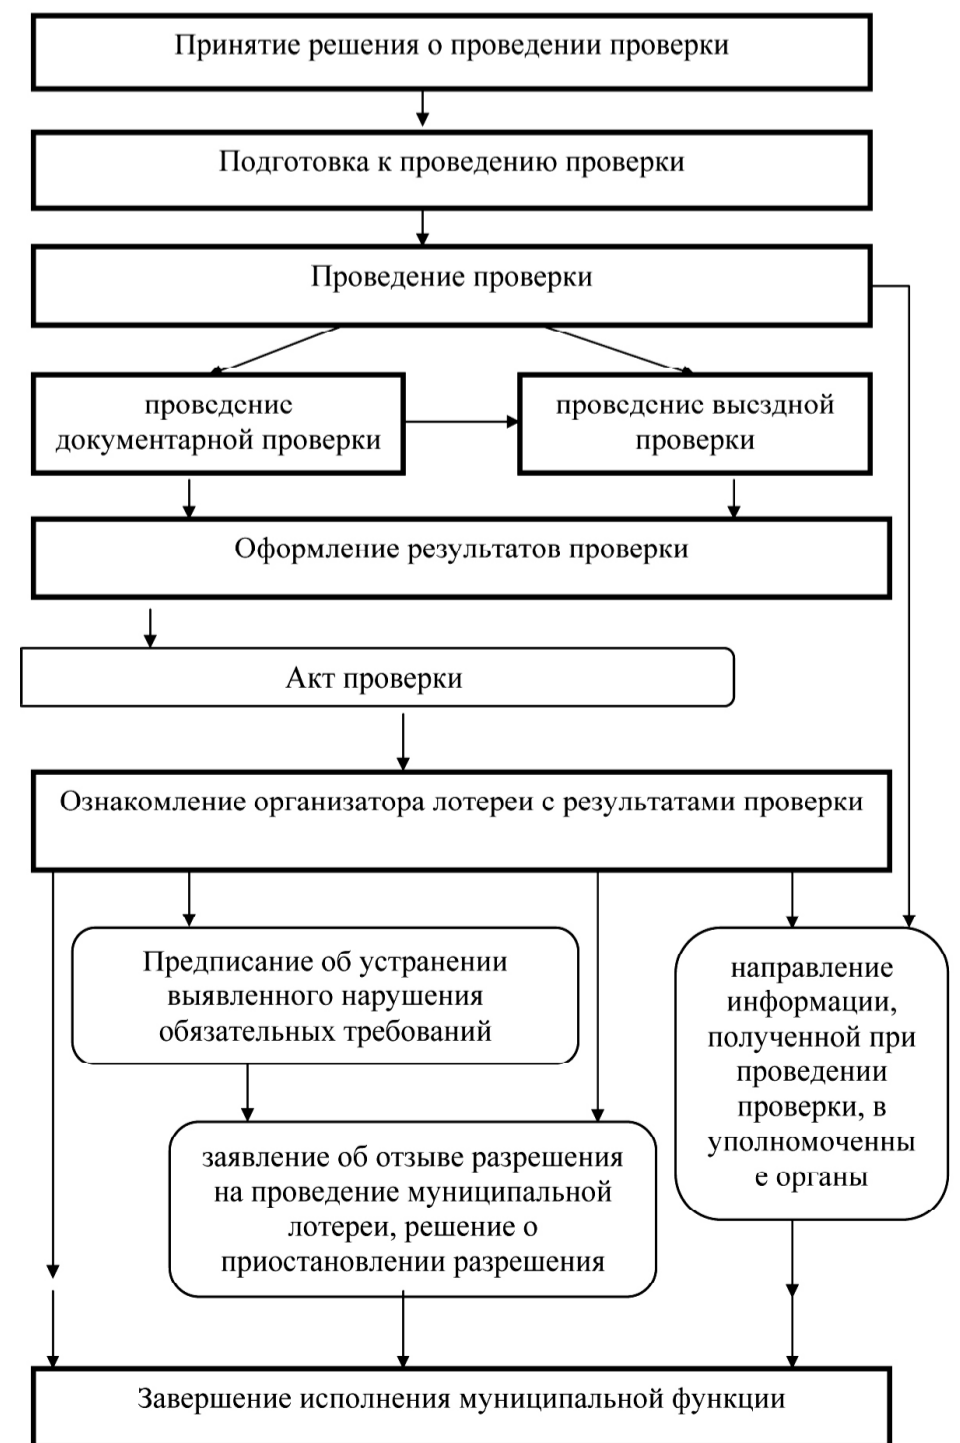 Принятие решения о проведении проверки
Подготовка к проведению проверки
Проведение проверки
проведение
документарной проверки
проведение выездной
проверки
Оформление результатов проверки
Акт проверки
Ознакомление организатора лотереи с результатами проверки
Предписание об устранении
выявленного нарушения
обязательных требований
направление
информации,
полученной при
проведении
проверки, в
уполномоченны
е органы
заявление об отзыве разрешения
на проведение муниципальной
лотереи, решение о
приостановлении разрешения
Завершение исполнения муниципальной функции